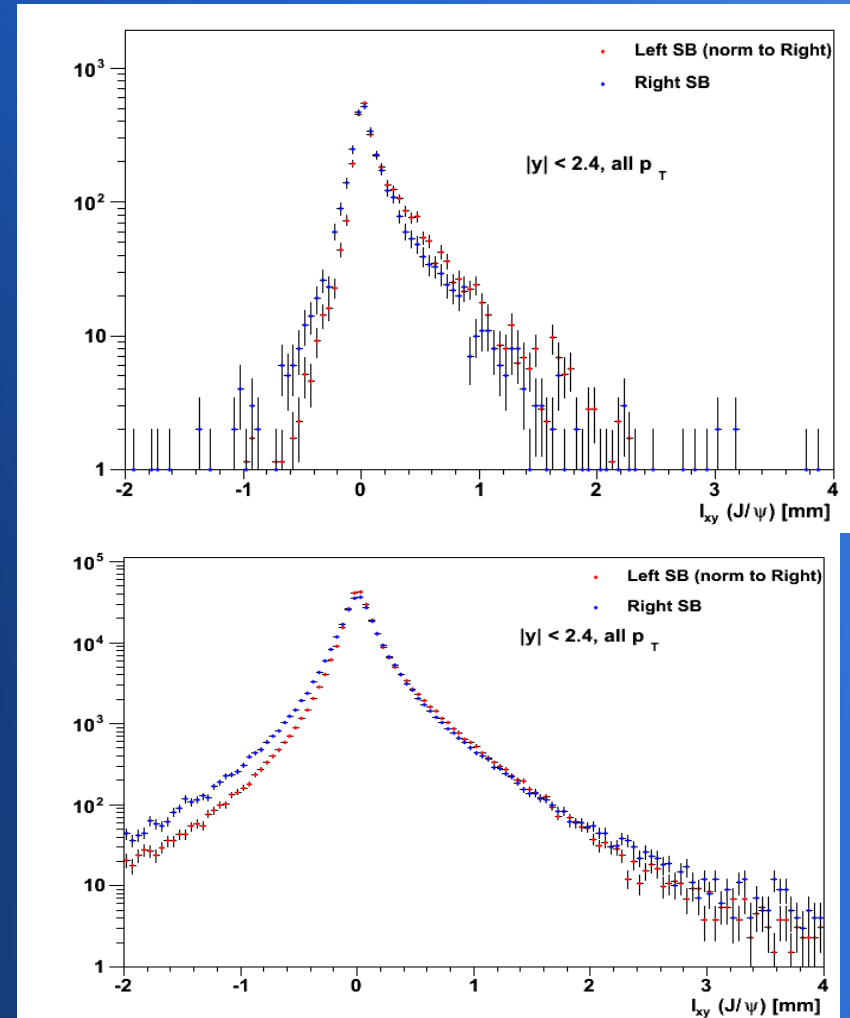 Left SB (norm to Right)
Right SB
|y| < 2.4, all p T
10³
10²
10
1
-2 -1 0 1 2 3 4
lxy (J/ψ) [mm]
Left SB (norm to Right)
Right SB
|y| < 2.4, all p T
10⁵
10⁴
10³
10²
10
1
-2 -1 0 1 2 3 4
lxy (J/ψ) [mm]